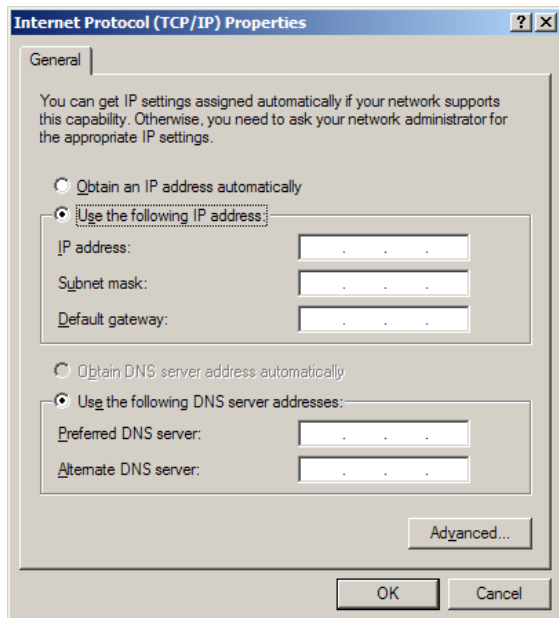 Internet Protocol (TCP/IP) Properties
General
You can get IP settings assigned automatically if your network supports
this capability. Otherwise, you need to ask your network administrator for
the appropriate IP settings.
Obtain an IP address automatically
Use the following IP address:
IP address:
Subnet mask:
Default gateway:
Obtain DNS server address automatically
Use the following DNS server addresses:
Preferred DNS server:
Alternate DNS server:
Advanced...
OK Cancel